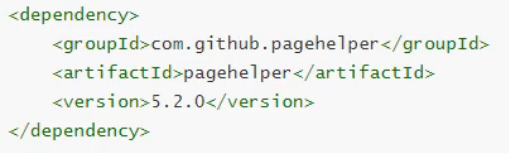 <dependency>
    <groupId>com.github.pagehelper</groupId>
    <artifactId>pagehelper</artifactId>
    <version>5.2.0</version>
</dependency>